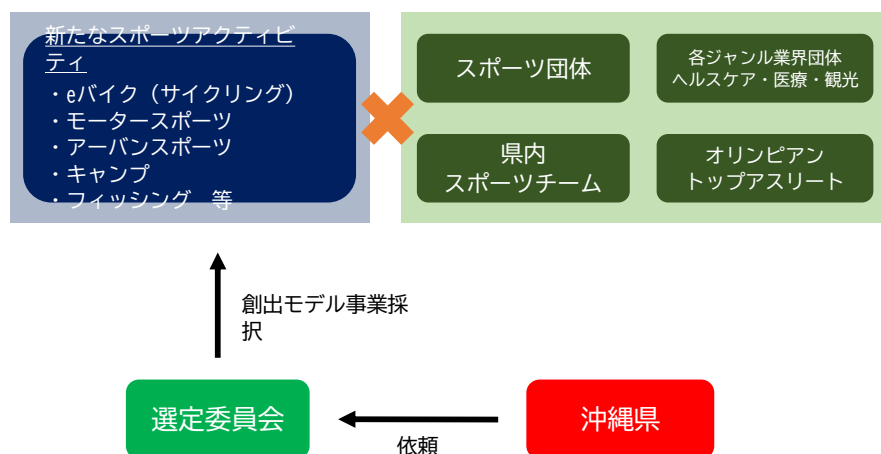 新たなスポーツアクティビ
ティ
・eバイク（サイクリング）
・モータースポーツ
・アーバンスポーツ
・キャンプ
・フィッシング　等
スポーツ団体
各ジャンル業界団体
ヘルスケア・医療・観光
県内
スポーツチーム
オリンピアン
トップアスリート
創出モデル事業採
択
選定委員会
沖縄県
依頼